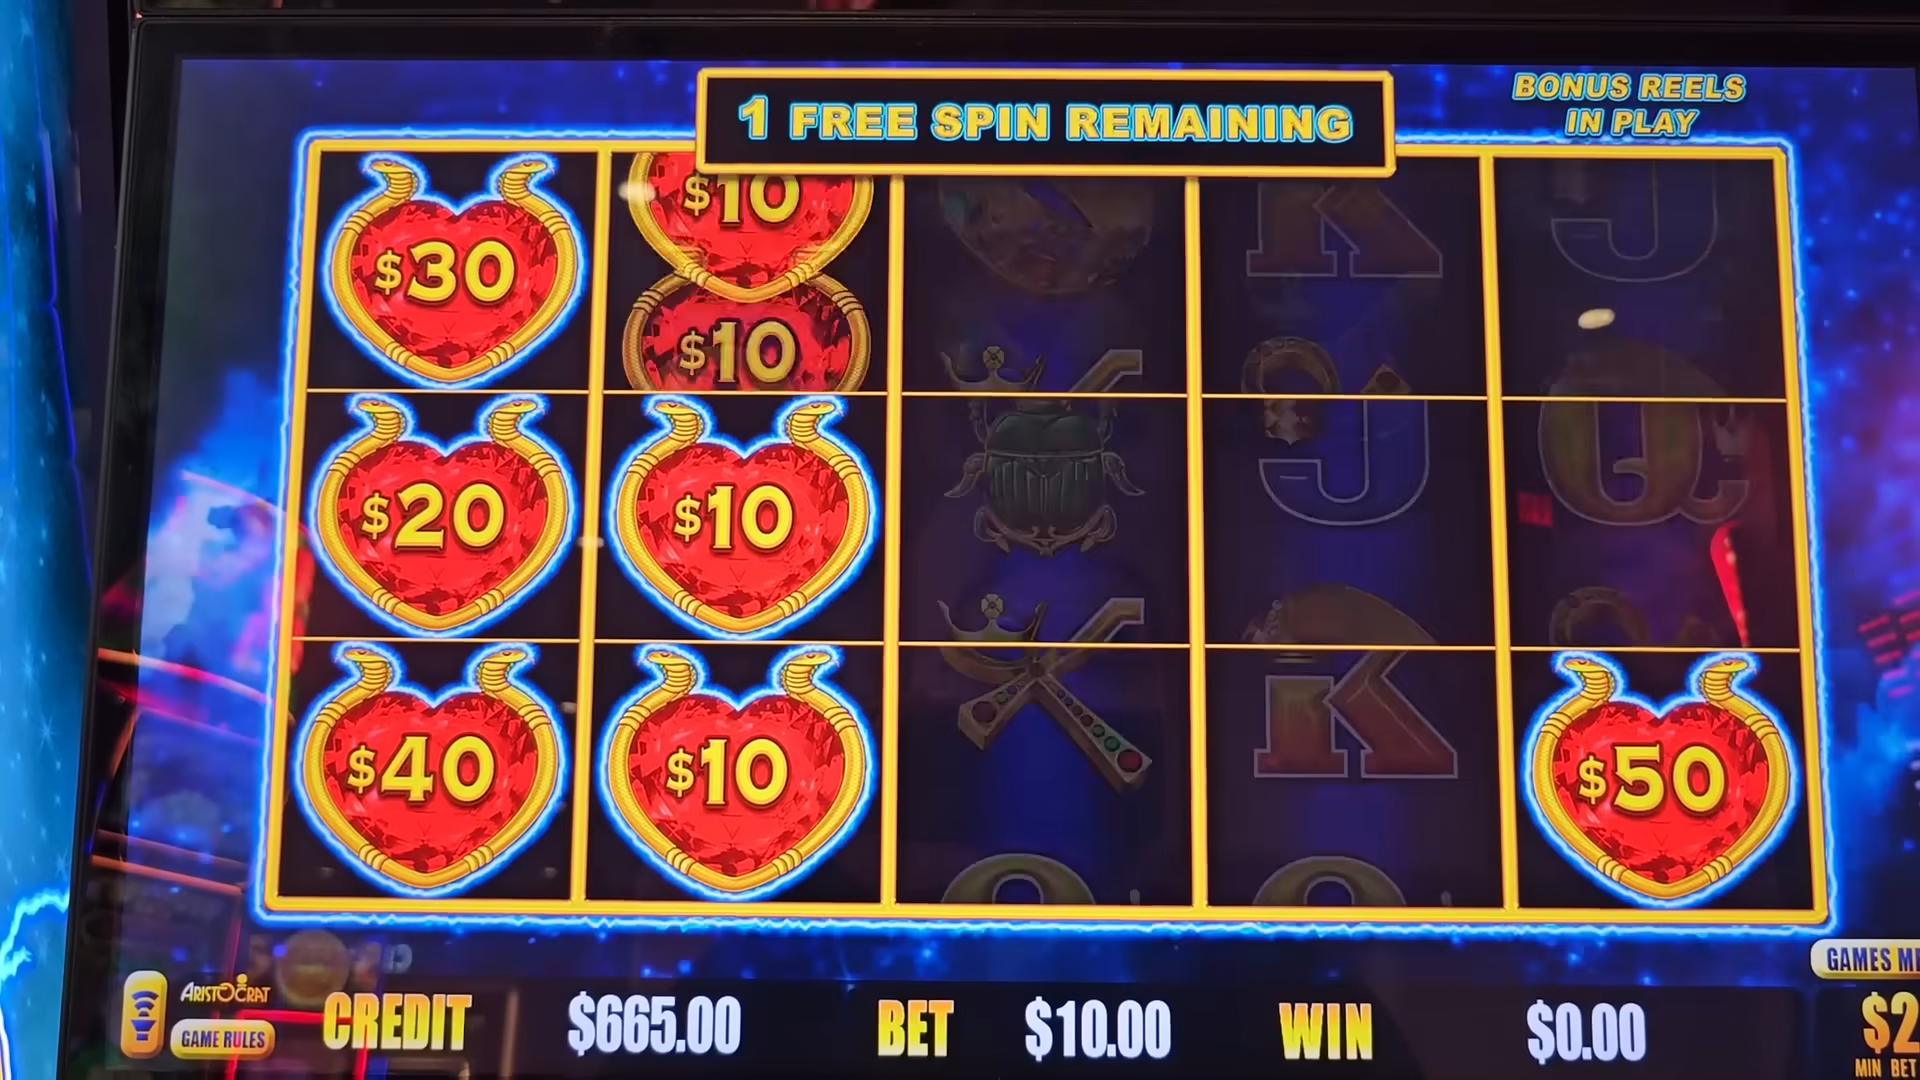 1 FREE SPIN REMAINING
BONUS REELS
IN PLAY
$30
$10
$10
K
J
$20
$10
J
Q
$40
$10
K
$50
GAMES
ARISTOCRAT
GAME RULES
CREDIT $665.00 BET $10.00 WIN $0.00
MIN BET